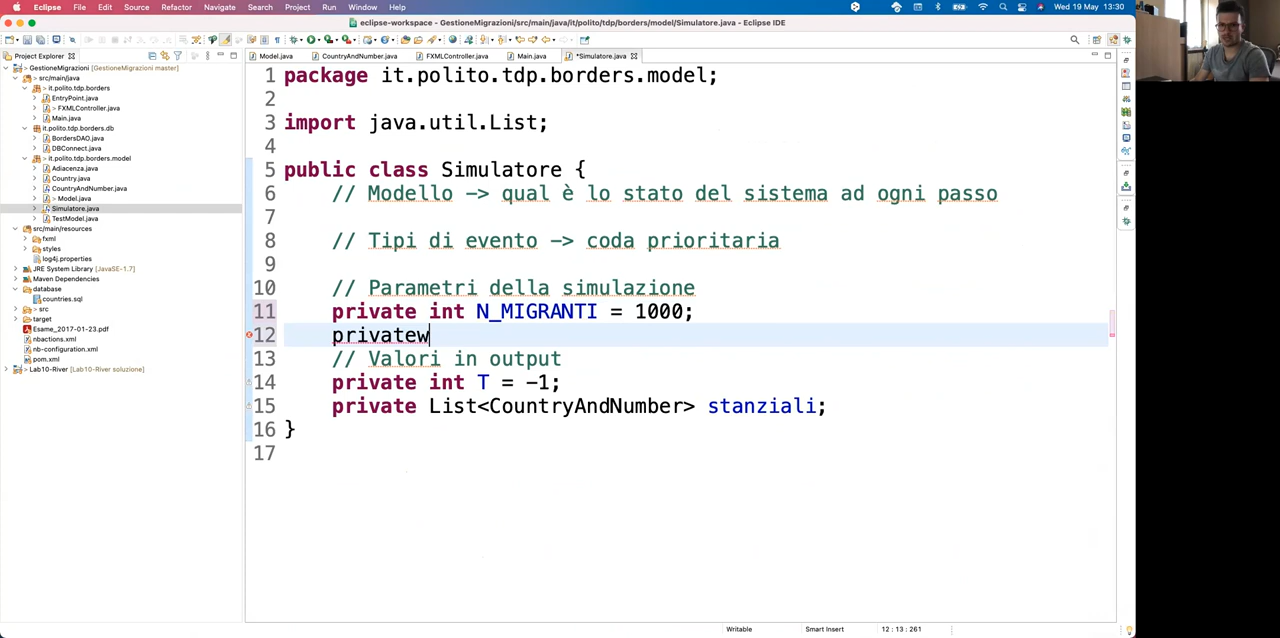 Eclipse File Edit Source Refactor Navigate Search Project Run Window Help Wed 19 May 13:30
eclipse-workspace - GestioneMigrazioni/src/main/java/it/polito/tdp/borders/model/Simulatore.java - Eclipse IDE
Project Explorer
GestioneMigrazioni [GestioneMigrazioni master]
> src/main/java
it.polito.tdp.borders
EntryPoint.java
> FXMLController.java
Main.java
it.polito.tdp.borders.db
BordersDAO.java
DBConnect.java
> it.polito.tdp.borders.model
Adiacenza.java
Country.java
CountryAndNumber.java
> Model.java
Simulatore.java
TestModel.java
src/main/resources
fxml
styles
log4j.properties
JRE System Library [JavaSE-1.7]
Maven Dependencies
database
countries.sql
> src
target
Esame_2017-01-23.pdf
nbactions.xml
nb-configuration.xml
pom.xml
> Lab10-River [Lab10-River soluzione]
Model.java CountryAndNumber.java FXMLController.java Main.java *Simulatore.java
1 package it.polito.tdp.borders.model;
2
3 import java.util.List;
4
5 public class Simulatore {
6 // Modello -> qual è lo stato del sistema ad ogni passo
7
8 // Tipi di evento -> coda prioritaria
9
10 // Parametri della simulazione
11 private int N_MIGRANTI = 1000;
12 privatew
13 // Valori in output
14 private int T = -1;
15 private List<CountryAndNumber> stanziali;
16 }
17
Writable Smart Insert 12 : 13 : 261